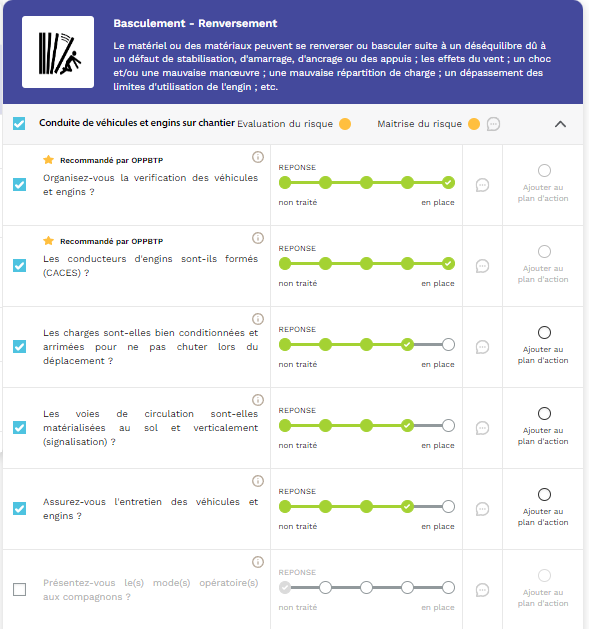 Basculement - Renversement
Le matériel ou des matériaux peuvent se renverser ou basculer suite à un déséquilibre dû à
un défaut de stabilisation, d'amarrage, d'ancrage ou des appuis ; les effets du vent ; un choc
et/ou une mauvaise manœuvre ; une mauvaise répartition de charge ; un dépassement des
limites d'utilisation de l'engin ; etc.
Conduite de véhicules et engins sur chantier Evaluation du risque Maitrise du risque
Recommandé par OPPBTP
Organisez-vous la verification des véhicules
et engins ?
REPONSE
non traité en place
Ajouter au
plan d'action
Recommandé par OPPBTP
Les conducteurs d'engins sont-ils formés
(CACES) ?
REPONSE
non traité en place
Ajouter au
plan d'action
Les charges sont-elles bien conditionnées et
arrimées pour ne pas chuter lors du
déplacement ?
REPONSE
non traité en place
Ajouter au
plan d'action
Les voies de circulation sont-elles
matérialisées au sol et verticalement
(signalisation) ?
REPONSE
non traité en place
Ajouter au
plan d'action
Assurez-vous l'entretien des véhicules et
engins ?
REPONSE
non traité en place
Ajouter au
plan d'action
Présentez-vous le(s) mode(s) opératoire(s)
aux compagnons ?
REPONSE
non traité en place
Ajouter au
plan d'action